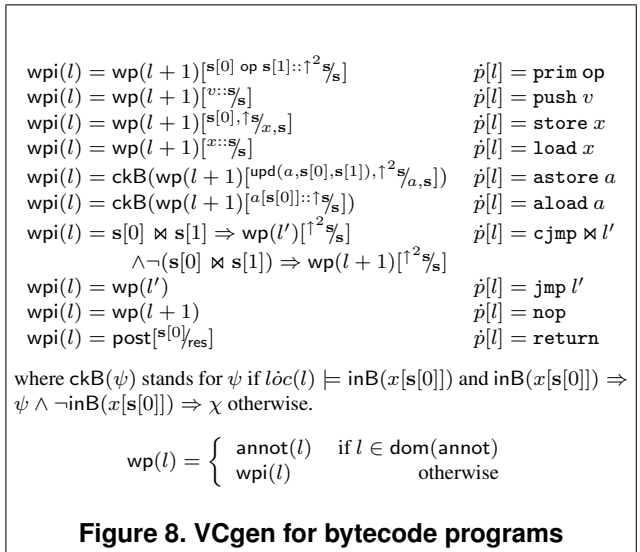 wpi(l) = wp(l + 1)[s[0] op s[1]::↑²s/s] ṗ[l] = prim op
wpi(l) = wp(l + 1)[v::s/s] ṗ[l] = push v
wpi(l) = wp(l + 1)[s[0],↑s/x,s] ṗ[l] = store x
wpi(l) = wp(l + 1)[x::s/s] ṗ[l] = load x
wpi(l) = ckB(wp(l + 1)[upd(a,s[0],s[1]),↑²s/a,s]) ṗ[l] = astore a
wpi(l) = ckB(wp(l + 1)[a[s[0]]::↑s/s]) ṗ[l] = aload a
wpi(l) = s[0] ⋈ s[1] ⇒ wp(l′)[↑²s/s] ṗ[l] = cjmp ⋈ l′
∧¬(s[0] ⋈ s[1]) ⇒ wp(l + 1)[↑²s/s]
wpi(l) = wp(l′) ṗ[l] = jmp l′
wpi(l) = wp(l + 1) ṗ[l] = nop
wpi(l) = post[s[0]/res] ṗ[l] = return
where ckB(ψ) stands for ψ if lȯc(l) ⊨ inB(x[s[0]]) and inB(x[s[0]]) ⇒
ψ ∧ ¬inB(x[s[0]]) ⇒ χ otherwise.
wp(l) = { annot(l) if l ∈ dom(annot)
wpi(l) otherwise
Figure 8. VCgen for bytecode programs